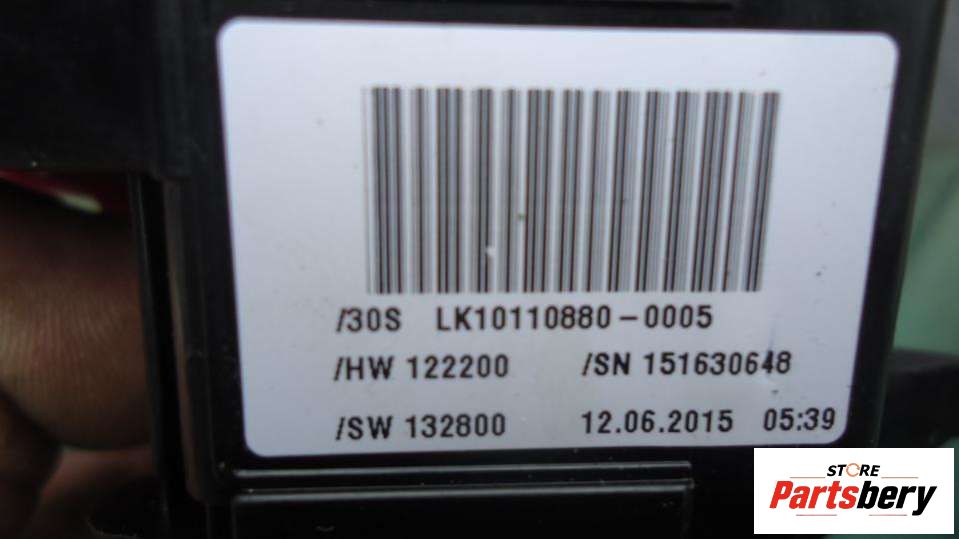 /30S LK10110880-0005
/HW 122200 /SN 151630648
/SW 132800 12.06.2015 05:39
STORE
Partsbery